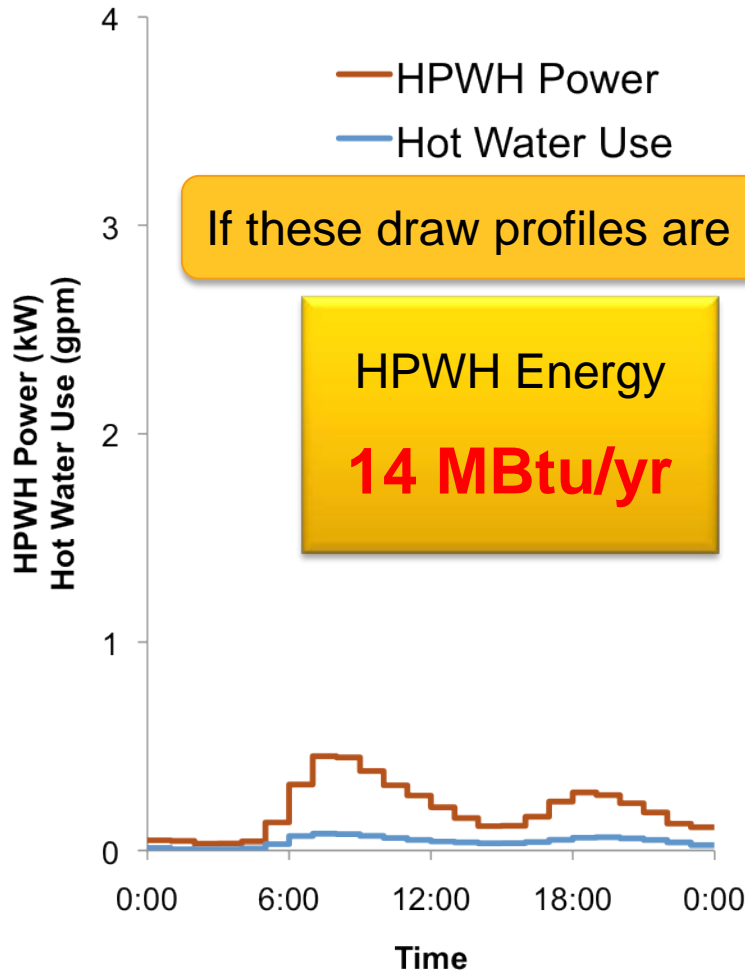 4
HPWH Power
Hot Water Use
3
If these draw profiles are
HPWH Energy
14 MBtu/yr
HPWH Power (kW)
Hot Water Use (gpm)
2
1
0
0:00 6:00 12:00 18:00 0:00
Time